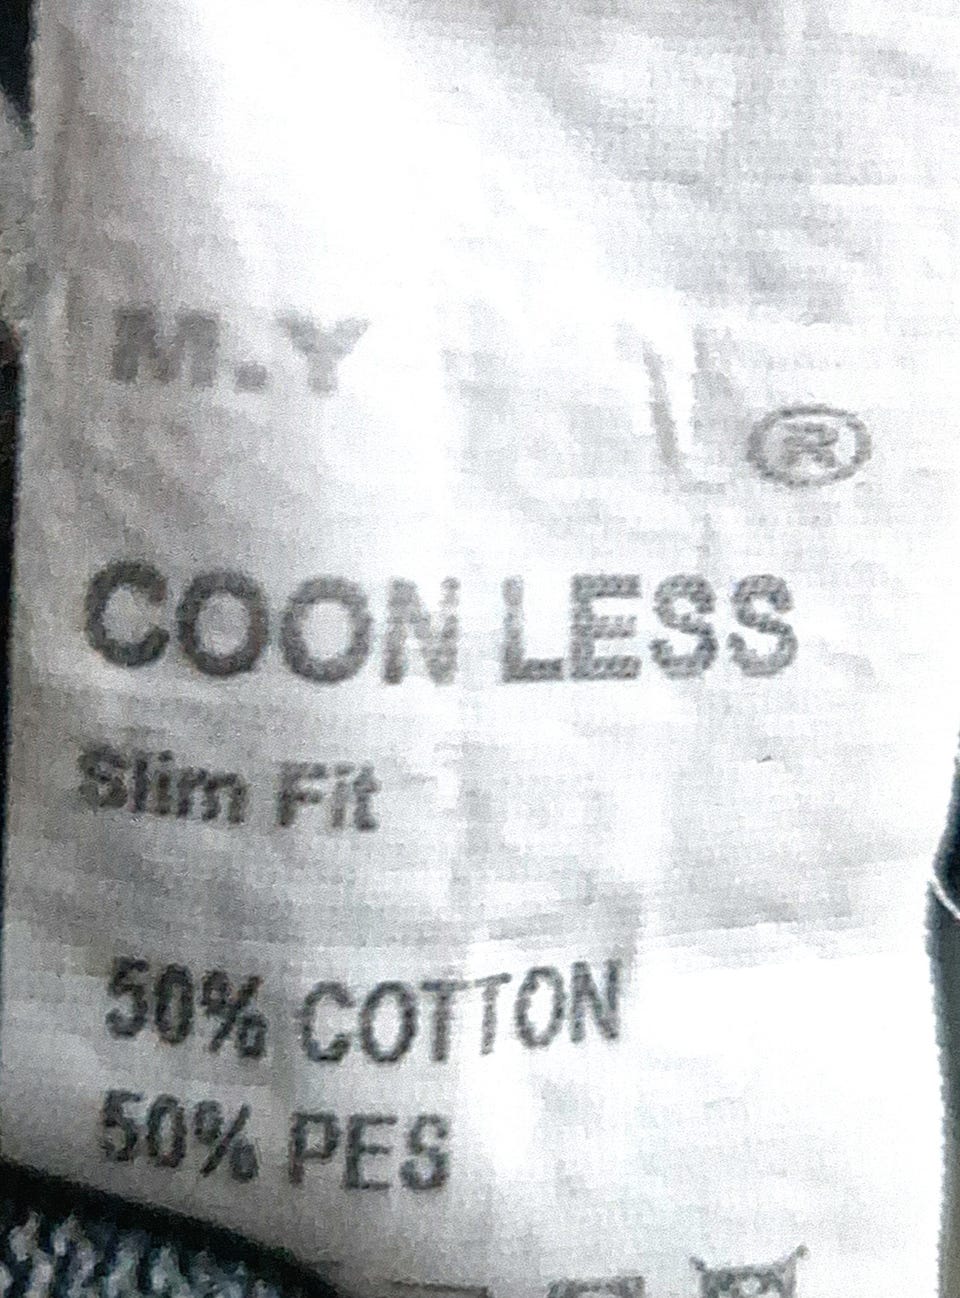 M.Y
®
COON LESS
Slim Fit
50% COTTON
50% PES